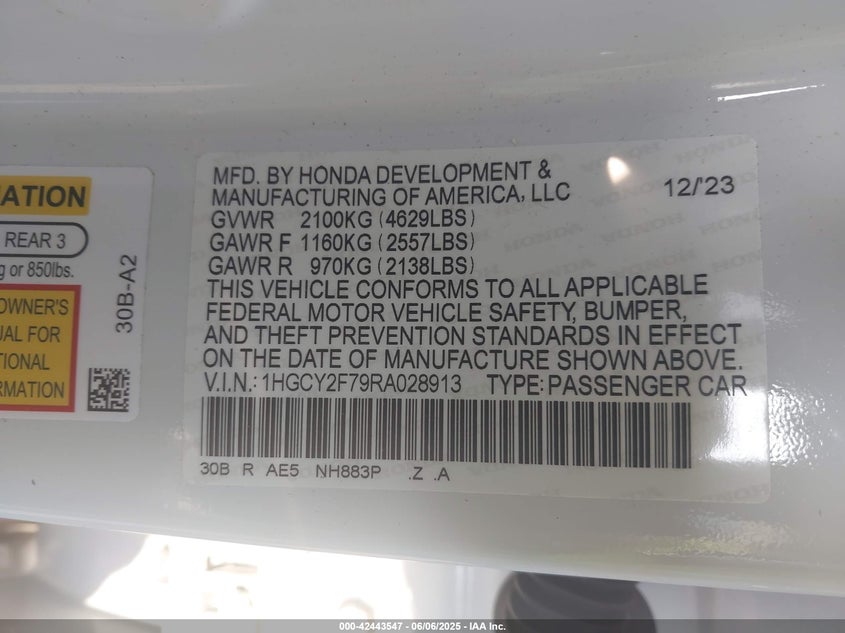 ATION
REAR 3
g or 850lbs.
OWNER'S
UAL FOR
TIONAL
RMATION
30B-A2
MFD. BY HONDA DEVELOPMENT &
MANUFACTURING OF AMERICA, LLC 12/'23
GVWR 2100KG (4629LBS)
GAWR F 1160KG (2557LBS)
GAWR R 970KG (2138LBS)
THIS VEHICLE CONFORMS TO ALL APPLICABLE
FEDERAL MOTOR VEHICLE SAFETY, BUMPER,
AND THEFT PREVENTION STANDARDS IN EFFECT
ON THE DATE OF MANUFACTURE SHOWN ABOVE.
V.I.N.: 1HGCY2F79RA028913 TYPE: PASSENGER CAR
30B R AE5 NH883P .Z .A
000-42443547 - 06/06/2025 - IAA Inc.